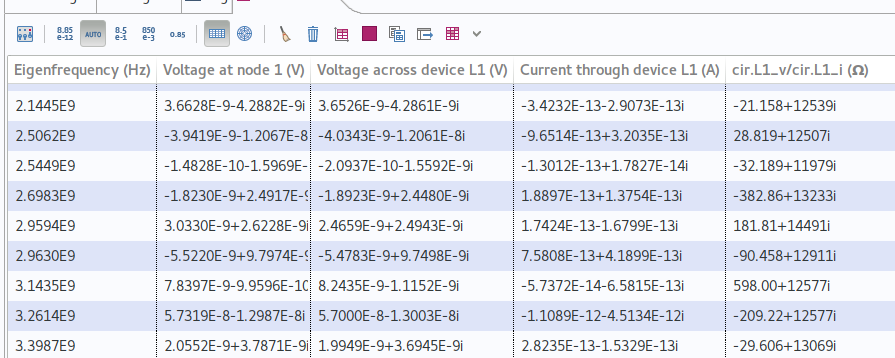 8.85 e-12 AUTO 8.5 e-1 850 e-3 0.85
Eigenfrequency (Hz) Voltage at node 1 (V) Voltage across device L1 (V) Current through device L1 (A) cir.L1_v/cir.L1_i (Ω)
2.1445E9 3.6628E-9-4.2882E-9i 3.6526E-9-4.2861E-9i -3.4232E-13-2.9073E-13i -21.158+12539i
2.5062E9 -3.9419E-9-1.2067E-8 -4.0343E-9-1.2061E-8i -9.6514E-13+3.2035E-13i 28.819+12507i
2.5449E9 -1.4828E-10-1.5969E- -2.0937E-10-1.5592E-9i -1.3012E-13+1.7827E-14i -32.189+11979i
2.6983E9 -1.8230E-9+2.4917E-9 -1.8923E-9+2.4480E-9i 1.8897E-13+1.3754E-13i -382.86+13233i
2.9594E9 3.0330E-9+2.6228E-9i 2.4659E-9+2.4943E-9i 1.7424E-13-1.6799E-13i 181.81+14491i
2.9630E9 -5.5220E-9+9.7974E-9 -5.4783E-9+9.7498E-9i 7.5808E-13+4.1899E-13i -90.458+12911i
3.1435E9 7.8397E-9-9.9596E-10 8.2435E-9-1.1152E-9i -5.7372E-14-6.5815E-13i 598.00+12577i
3.2614E9 5.7319E-8-1.2987E-8i 5.7000E-8-1.3003E-8i -1.1089E-12-4.5134E-12i -209.22+12577i
3.3987E9 2.0552E-9+3.7871E-9i 1.9949E-9+3.6945E-9i 2.8235E-13-1.5329E-13i -29.606+13069i